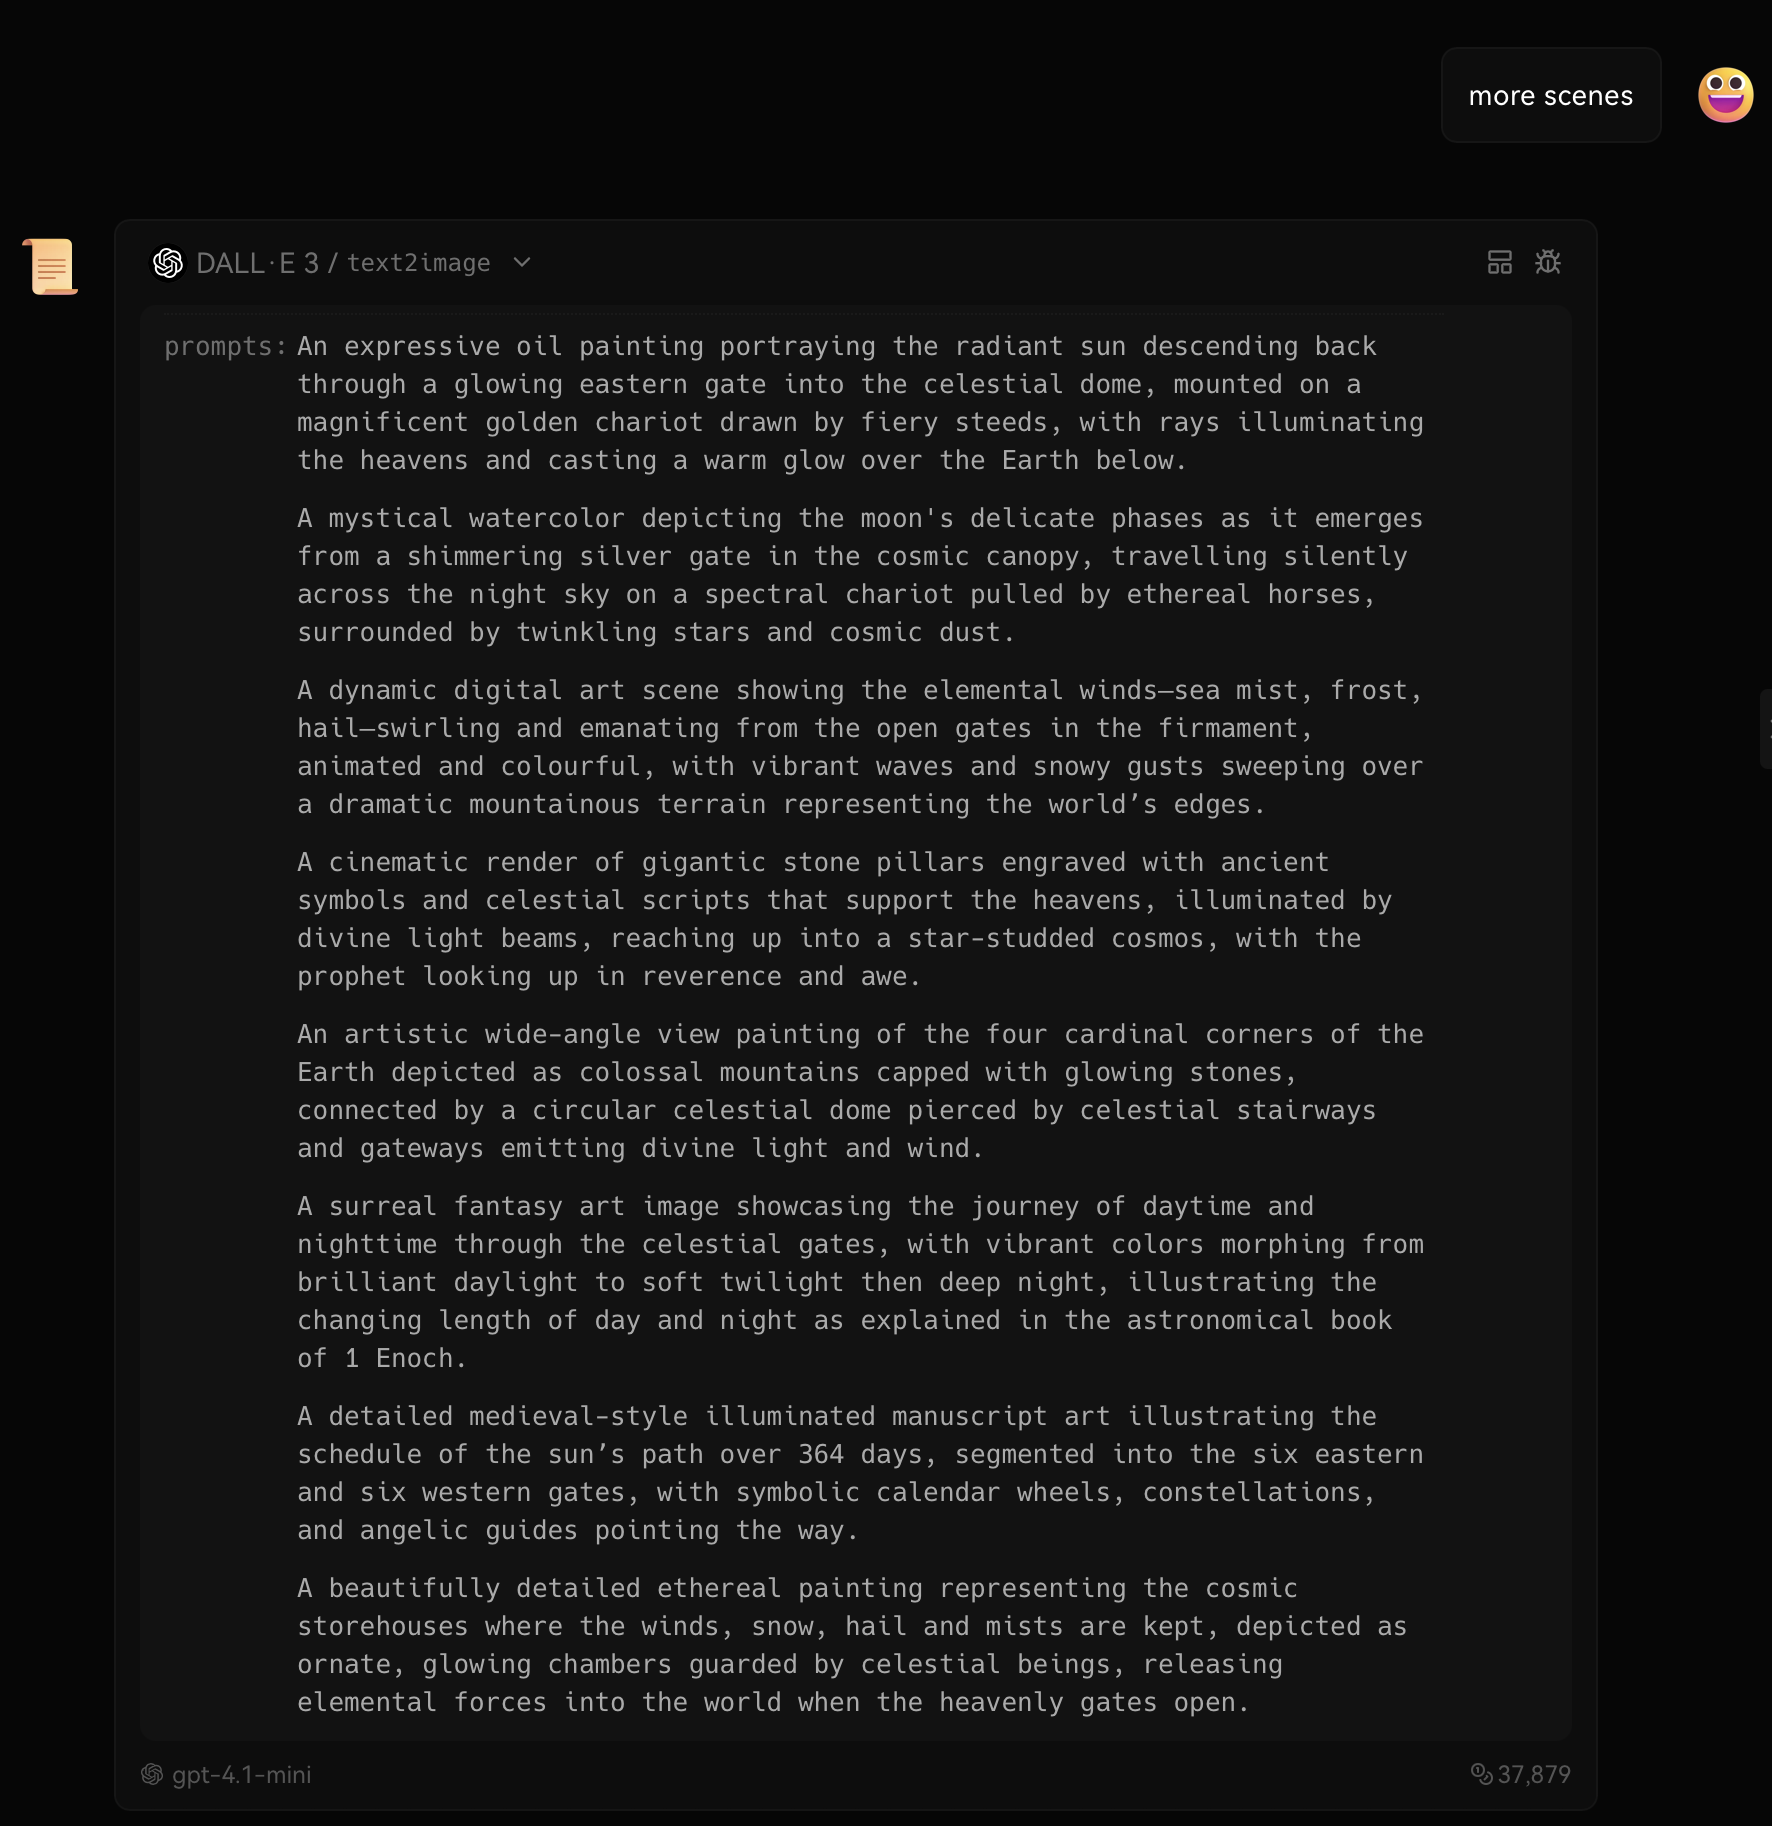 more scenes
DALL·E 3 / text2image
prompts: An expressive oil painting portraying the radiant sun descending back
through a glowing eastern gate into the celestial dome, mounted on a
magnificent golden chariot drawn by fiery steeds, with rays illuminating
the heavens and casting a warm glow over the Earth below.
A mystical watercolor depicting the moon's delicate phases as it emerges
from a shimmering silver gate in the cosmic canopy, travelling silently
across the night sky on a spectral chariot pulled by ethereal horses,
surrounded by twinkling stars and cosmic dust.
A dynamic digital art scene showing the elemental winds—sea mist, frost,
hail—swirling and emanating from the open gates in the firmament,
animated and colourful, with vibrant waves and snowy gusts sweeping over
a dramatic mountainous terrain representing the world’s edges.
A cinematic render of gigantic stone pillars engraved with ancient
symbols and celestial scripts that support the heavens, illuminated by
divine light beams, reaching up into a star-studded cosmos, with the
prophet looking up in reverence and awe.
An artistic wide-angle view painting of the four cardinal corners of the
Earth depicted as colossal mountains capped with glowing stones,
connected by a circular celestial dome pierced by celestial stairways
and gateways emitting divine light and wind.
A surreal fantasy art image showcasing the journey of daytime and
nighttime through the celestial gates, with vibrant colors morphing from
brilliant daylight to soft twilight then deep night, illustrating the
changing length of day and night as explained in the astronomical book
of 1 Enoch.
A detailed medieval-style illuminated manuscript art illustrating the
schedule of the sun’s path over 364 days, segmented into the six eastern
and six western gates, with symbolic calendar wheels, constellations,
and angelic guides pointing the way.
A beautifully detailed ethereal painting representing the cosmic
storehouses where the winds, snow, hail and mists are kept, depicted as
ornate, glowing chambers guarded by celestial beings, releasing
elemental forces into the world when the heavenly gates open.
gpt-4.1-mini
37,879